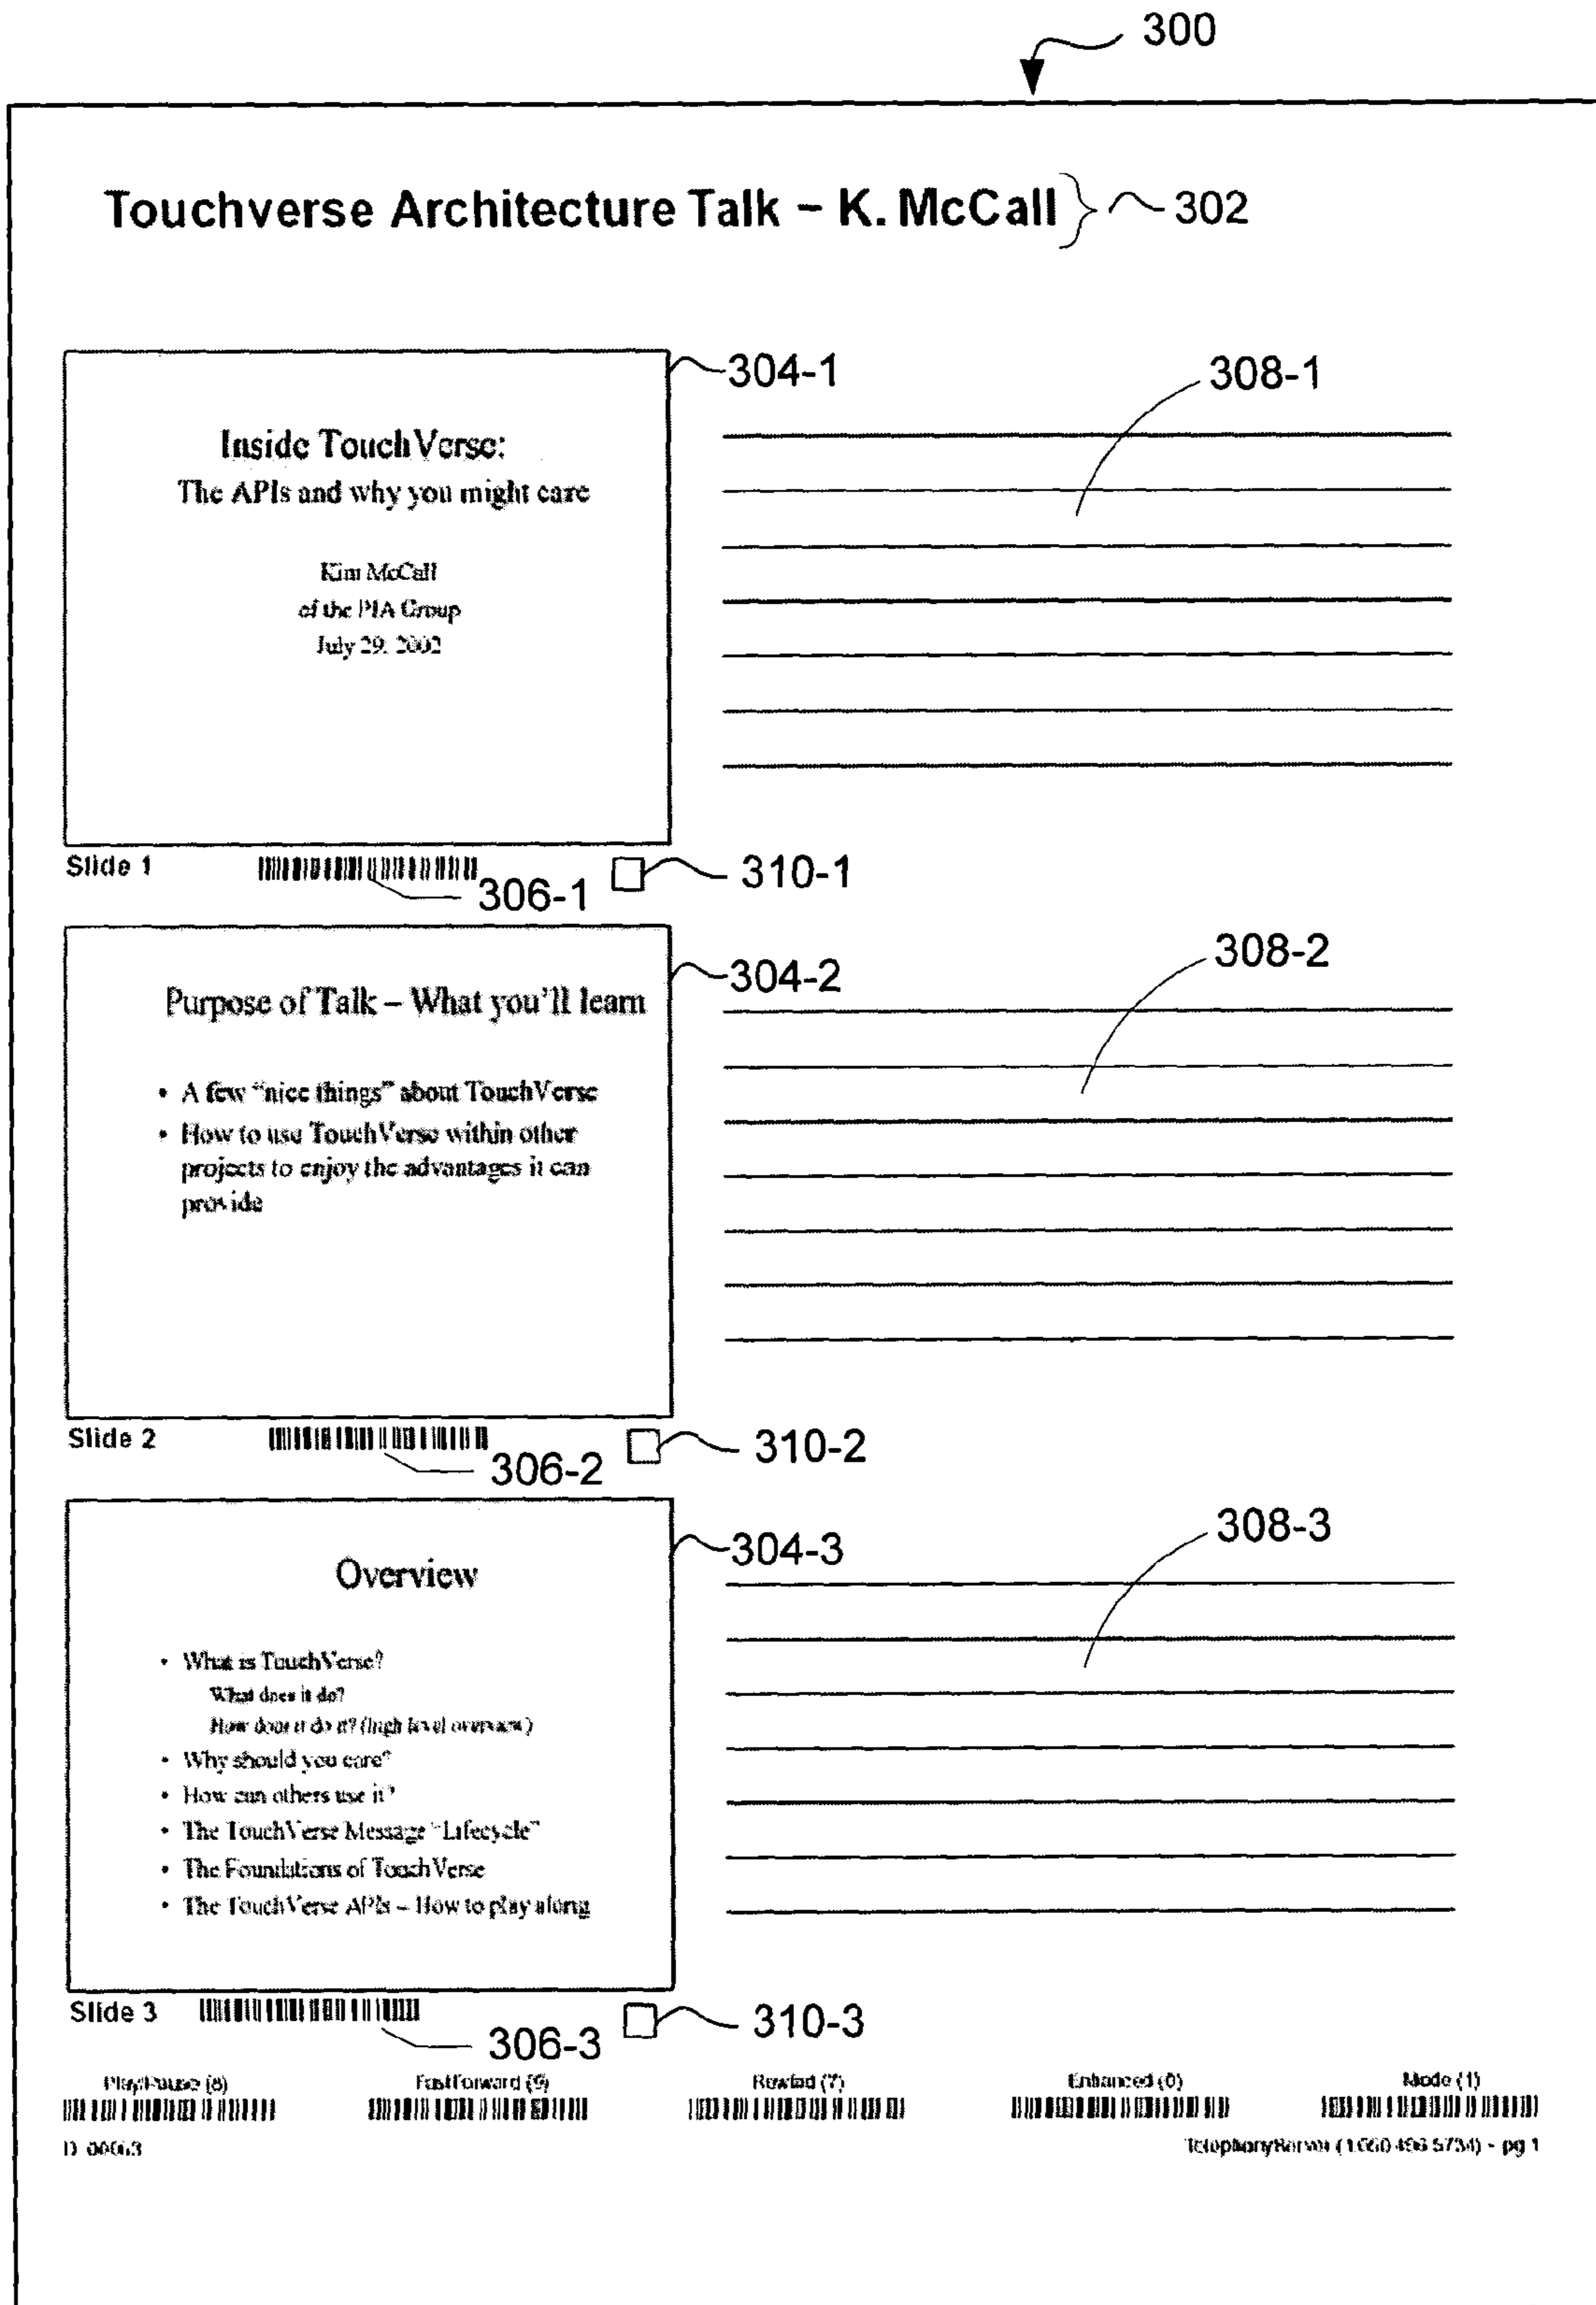 300
Touchverse Architecture Talk – K. McCall
302
304-1
308-1
Inside TouchVerse:
The APIs and why you might care
Kim McCall
of the PIA Group
July 29, 2002
Slide 1
306-1
310-1
304-2
308-2
Purpose of Talk – What you'll learn
• A few “nice things” about TouchVerse
• How to use TouchVerse within other
projects to enjoy the advantages it can
provide
Slide 2
306-2
310-2
304-3
308-3
Overview
• What is TouchVerse?
What does it do?
How does it do it? (high level overview)
• Why should you care?
• How can others use it?
• The TouchVerse Message “Lifecycle”
• The Foundations of TouchVerse
• The TouchVerse APIs – How to play along
Slide 3
306-3
310-3
Play/Pause (8)
FastForward (9)
Rewind (7)
Enhanced (0)
Mode (1)
TelephonyServer - pg 1